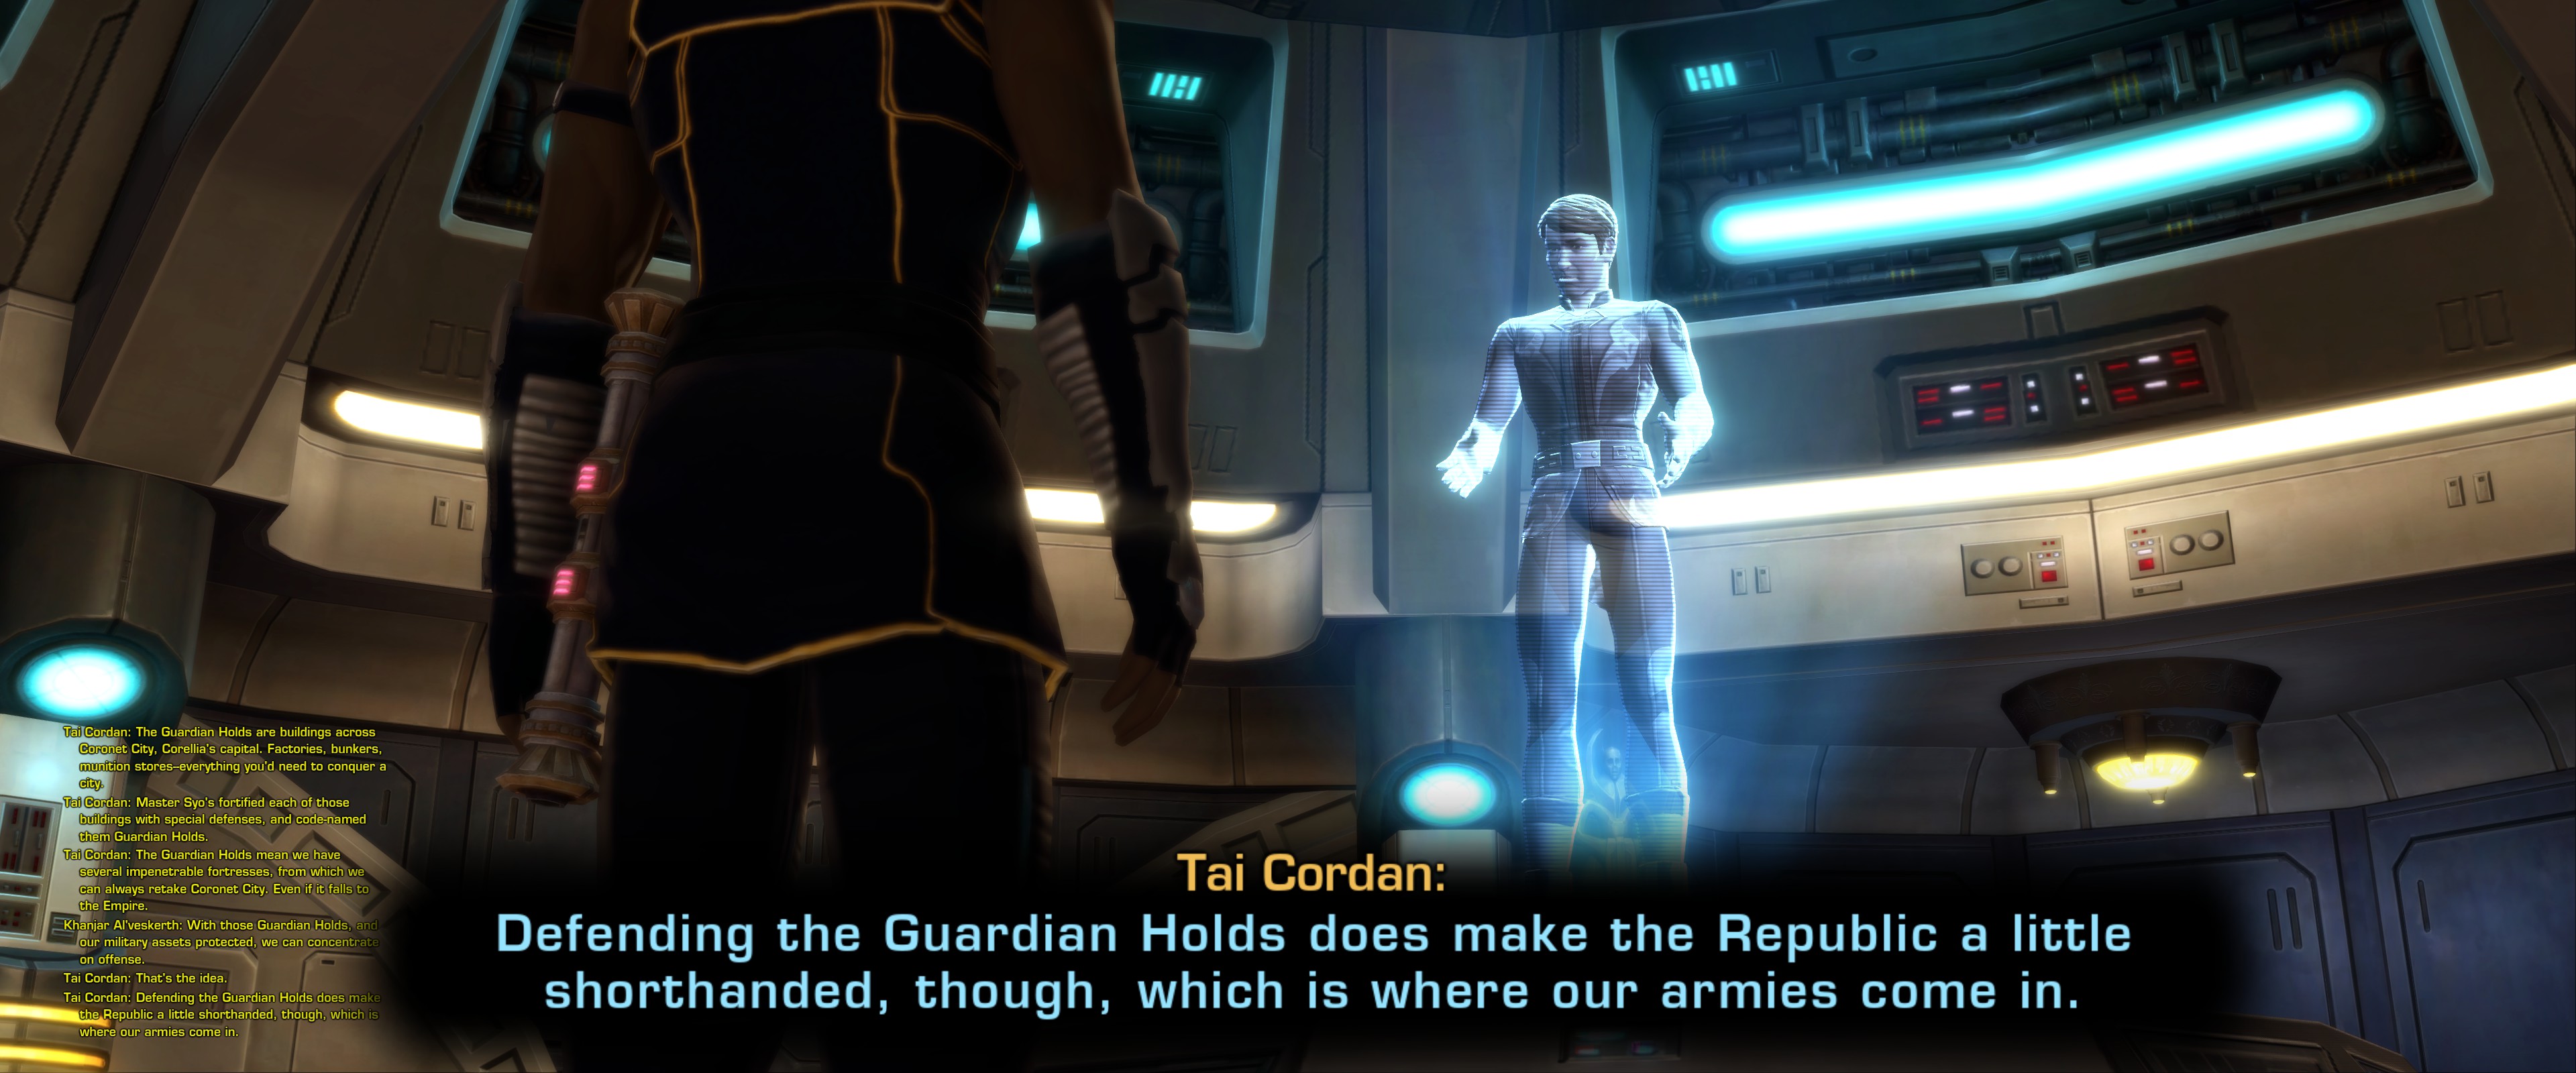 Tai Cordan: The Guardian Holds are buildings across
Coronet City, Corellia's capital. Factories, bunkers,
munition stores–everything you'd need to conquer a
city.
Tai Cordan: Master Syo's fortified each of those
buildings with special defenses, and code-named
them Guardian Holds.
Tai Cordan: The Guardian Holds mean we have
several impenetrable fortresses, from which we
can always retake Coronet City. Even if it falls to
the Empire.
Khanjar Al'veskerth: With those Guardian Holds, and
our military assets protected, we can concentrate
on offense.
Tai Cordan: That's the idea.
Tai Cordan: Defending the Guardian Holds does make
the Republic a little shorthanded, though, which is
where our armies come in.
Tai Cordan:
Defending the Guardian Holds does make the Republic a little
shorthanded, though, which is where our armies come in.